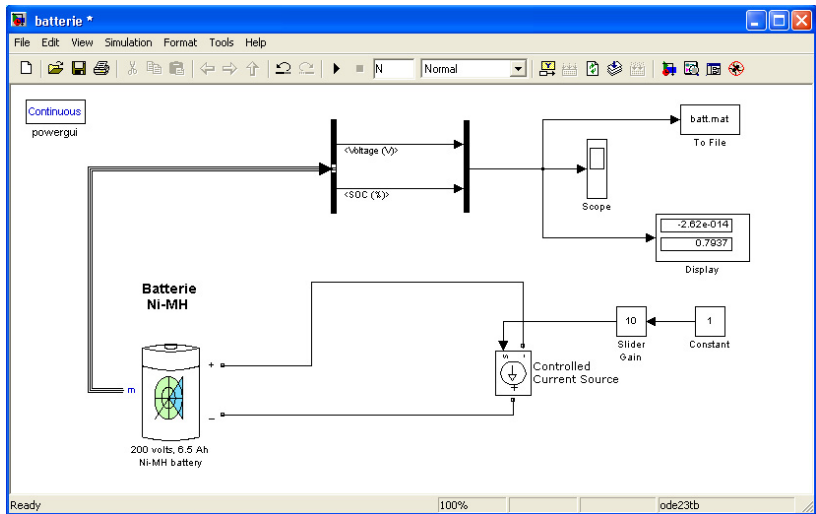 batterie *
File Edit View Simulation Format Tools Help
N Normal
Continuous
powergui
<Voltage (V)>
<SOC (%)>
batt.mat
To File
Scope
-2.62e-014
0.7937
Display
Batterie
Ni-MH
m
+
_
200 volts, 6.5 Ah
Ni-MH battery
s -
+
Controlled
Current Source
10
Slider
Gain
1
Constant
Ready 100% ode23tb